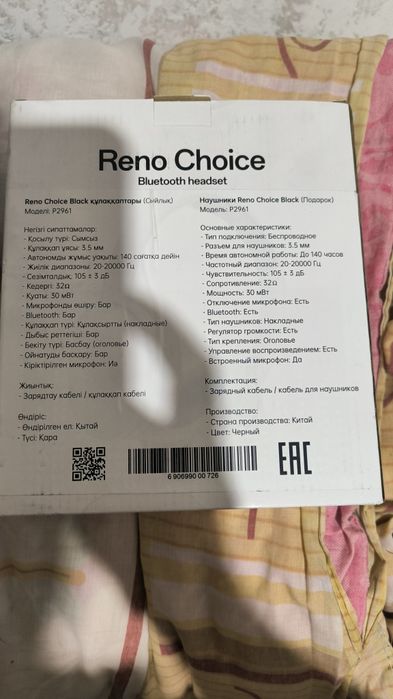 Reno Choice
Bluetooth headset
Reno Choice Black құлаққаптары (Сыйлық)
Моделі: P2961
Негізгі сипаттамалар:
- Қосылу түрі: Сымсыз
- Құлаққап ұясы: 3.5 мм
- Автономды жұмыс уақыты: 140 сағатқа дейін
- Жиілік диапазоны: 20-20000 Гц
- Сезімталдық: 105 ± 3 дБ
- Кедергі: 32Ω
- Қуаты: 30 мВт
- Микрофонды өшіру: Бар
- Bluetooth: Бар
- Құлаққап түрі: Құлақсыртты (накладные)
- Дыбыс реттегіші: Бар
- Бекіту түрі: Басбау (оголовье)
- Ойнатуды басқару: Бар
- Кіріктірілген микрофон: Иә
Жиынтық:
- Зарядтау кабелі / құлаққап кабелі
Өндіріс:
- Өндірілген ел: Қытай
- Түсі: Қара
Наушники Reno Choice Black (Подарок)
Модель: P2961
Основные характеристики:
- Тип подключения: Беспроводное
- Разъем для наушников: 3.5 мм
- Время автономной работы: До 140 часов
- Частотный диапазон: 20-20000 Гц
- Чувствительность: 105 ± 3 дБ
- Сопротивление: 32Ω
- Мощность: 30 мВт
- Отключение микрофона: Есть
- Bluetooth: Есть
- Тип наушников: Накладные
- Регулятор громкости: Есть
- Тип крепления: Оголовье
- Управление воспроизведением: Есть
- Встроенный микрофон: Да
Комплектация:
- Зарядный кабель / кабель для наушников
Производство:
- Страна производства: Китай
- Цвет: Черный
6 906990 00 726
EAC